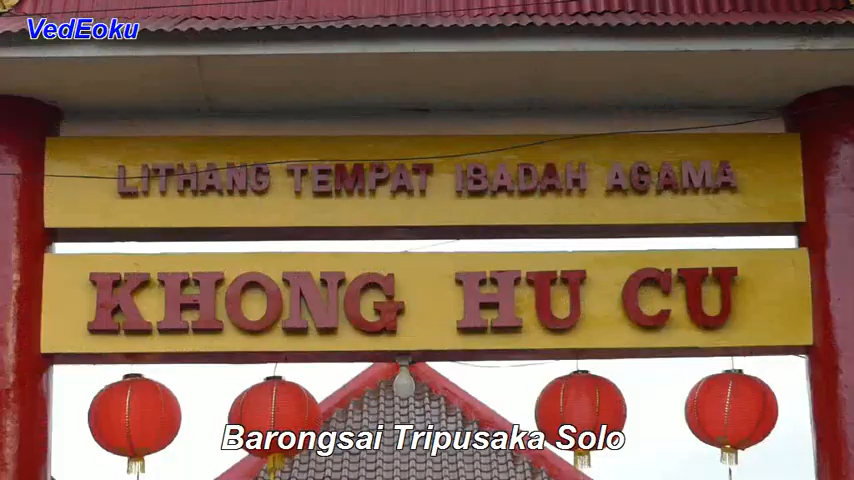 VedEoku
LITHANG TEMPAT IBADAH AGAMA
KHONG HU CU
Barongsai Tripusaka Solo